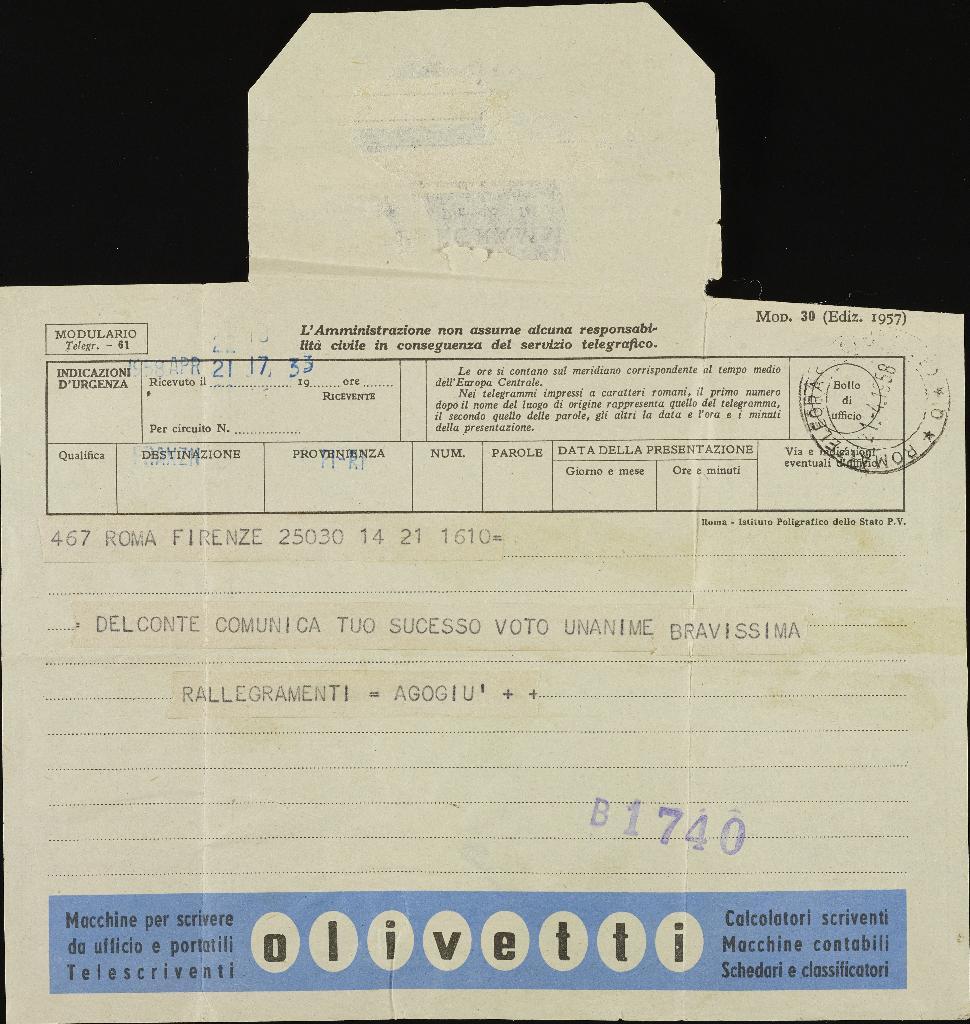 MODULARIO
Telegr. - 61
L'Amministrazione non assume alcuna responsabi-
lità civile in conseguenza del servizio telegrafico.
MOD. 30 (Ediz. 1957)
INDICAZIONI
D'URGENZA
1958 APR 21 17 33
Ricevuto il 19 ore
RICEVENTE
Per circuito N.
Le ore si contano sul meridiano corrispondente al tempo medio
dell'Europa Centrale.
Nei telegrammi impressi a caratteri romani, il primo numero
dopo il nome del luogo di origine rappresenta quello del telegramma,
il secondo quello delle parole, gli altri la data e l'ora e i minuti
della presentazione.
Bollo
di
ufficio
Qualifica
DESTINAZIONE
PROVENIENZA
NUM.
PAROLE
DATA DELLA PRESENTAZIONE
Giorno e mese
Ore e minuti
Via e indicazioni
eventuali d'ufficio
Roma - Istituto Poligrafico dello Stato P.V.
467 ROMA FIRENZE 25030 14 21 1610=
= DELCONTE COMUNICA TUO SUCESSO VOTO UNANIME BRAVISSIMA
RALLEGRAMENTI = AGOGIU' + +
B1740
Macchine per scrivere
da ufficio e portatili
Telescriventi
olivetti
Calcolatori scriventi
Macchine contabili
Schedari e classificatori